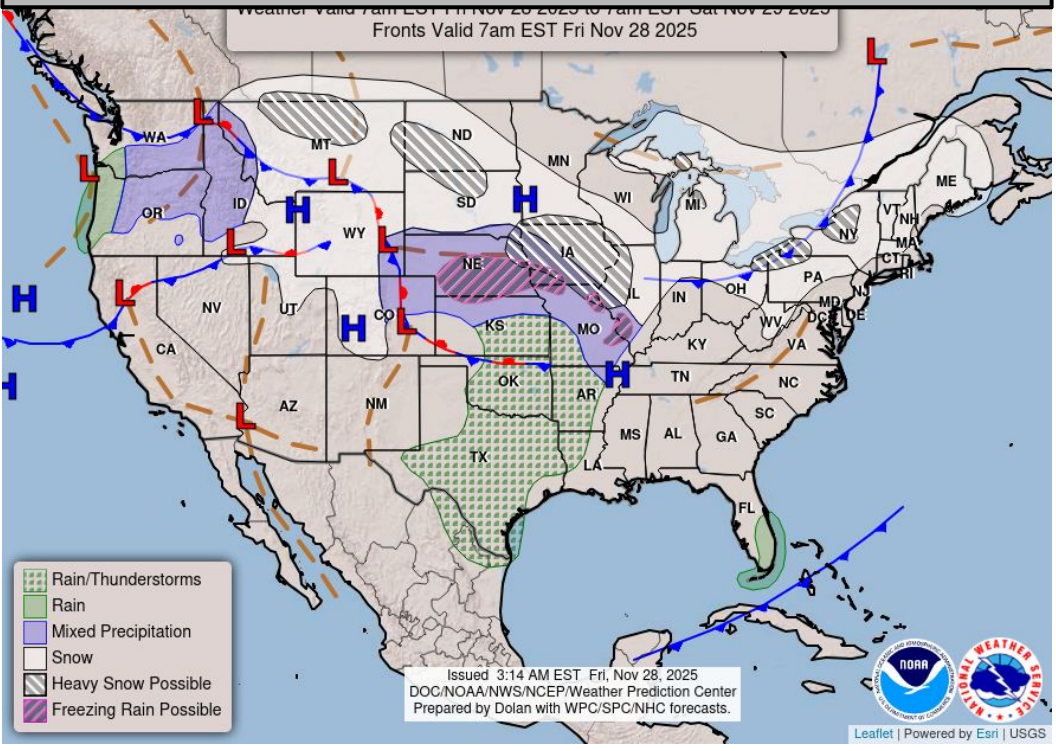 Weather Valid 7am EST Fri Nov 28 2025 to 7am EST Sat Nov 29 2025
Fronts Valid 7am EST Fri Nov 28 2025
L
L
WA
MT
ND
MN
L
L
H
H
SD
WI
MI
ME
VT
NH
NY
MA
CT
RI
OR
ID
L
WY
L
NE
IA
IL
IN
OH
PA
NJ
MD
DE
DC
H
L
NV
UT
H
CO
L
KS
MO
WV
VA
KY
CA
H
AZ
NM
OK
AR
H
TN
NC
SC
L
TX
LA
MS
AL
GA
FL
Rain/Thunderstorms
Rain
Mixed Precipitation
Snow
Heavy Snow Possible
Freezing Rain Possible
Issued 3:14 AM EST Fri, Nov 28, 2025
DOC/NOAA/NWS/NCEP/Weather Prediction Center
Prepared by Dolan with WPC/SPC/NHC forecasts.
NOAA
NATIONAL WEATHER SERVICE
Leaflet | Powered by Esri | USGS